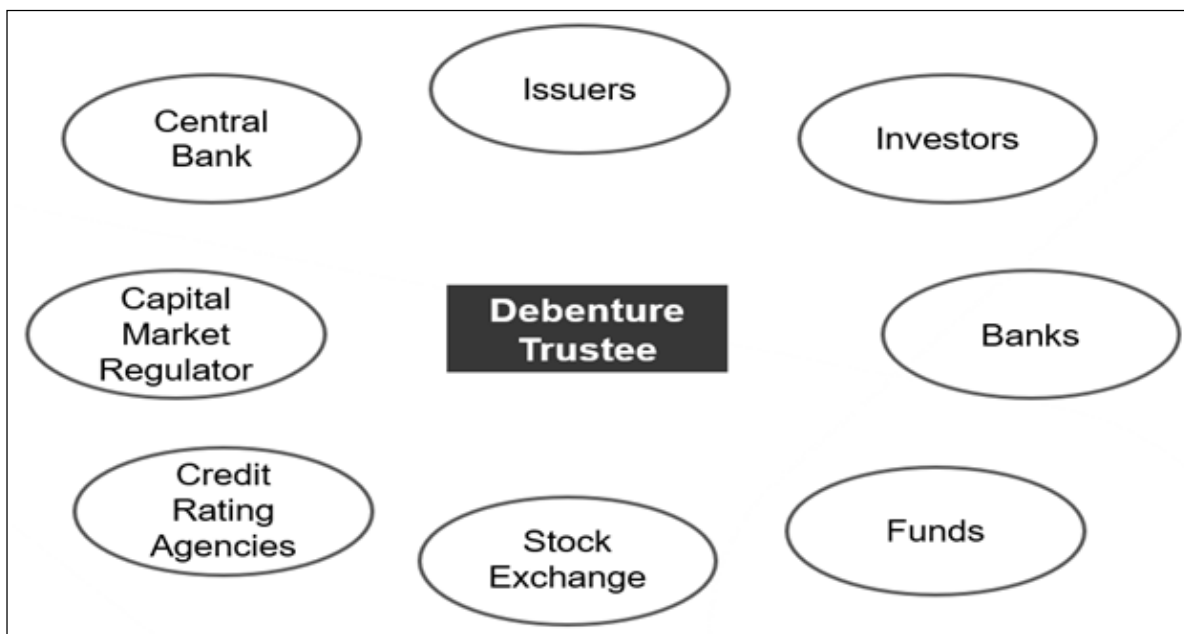 Issuers
Central
Bank
Investors
Capital
Market
Regulator
Debenture
Trustee
Banks
Credit
Rating
Agencies
Stock
Exchange
Funds